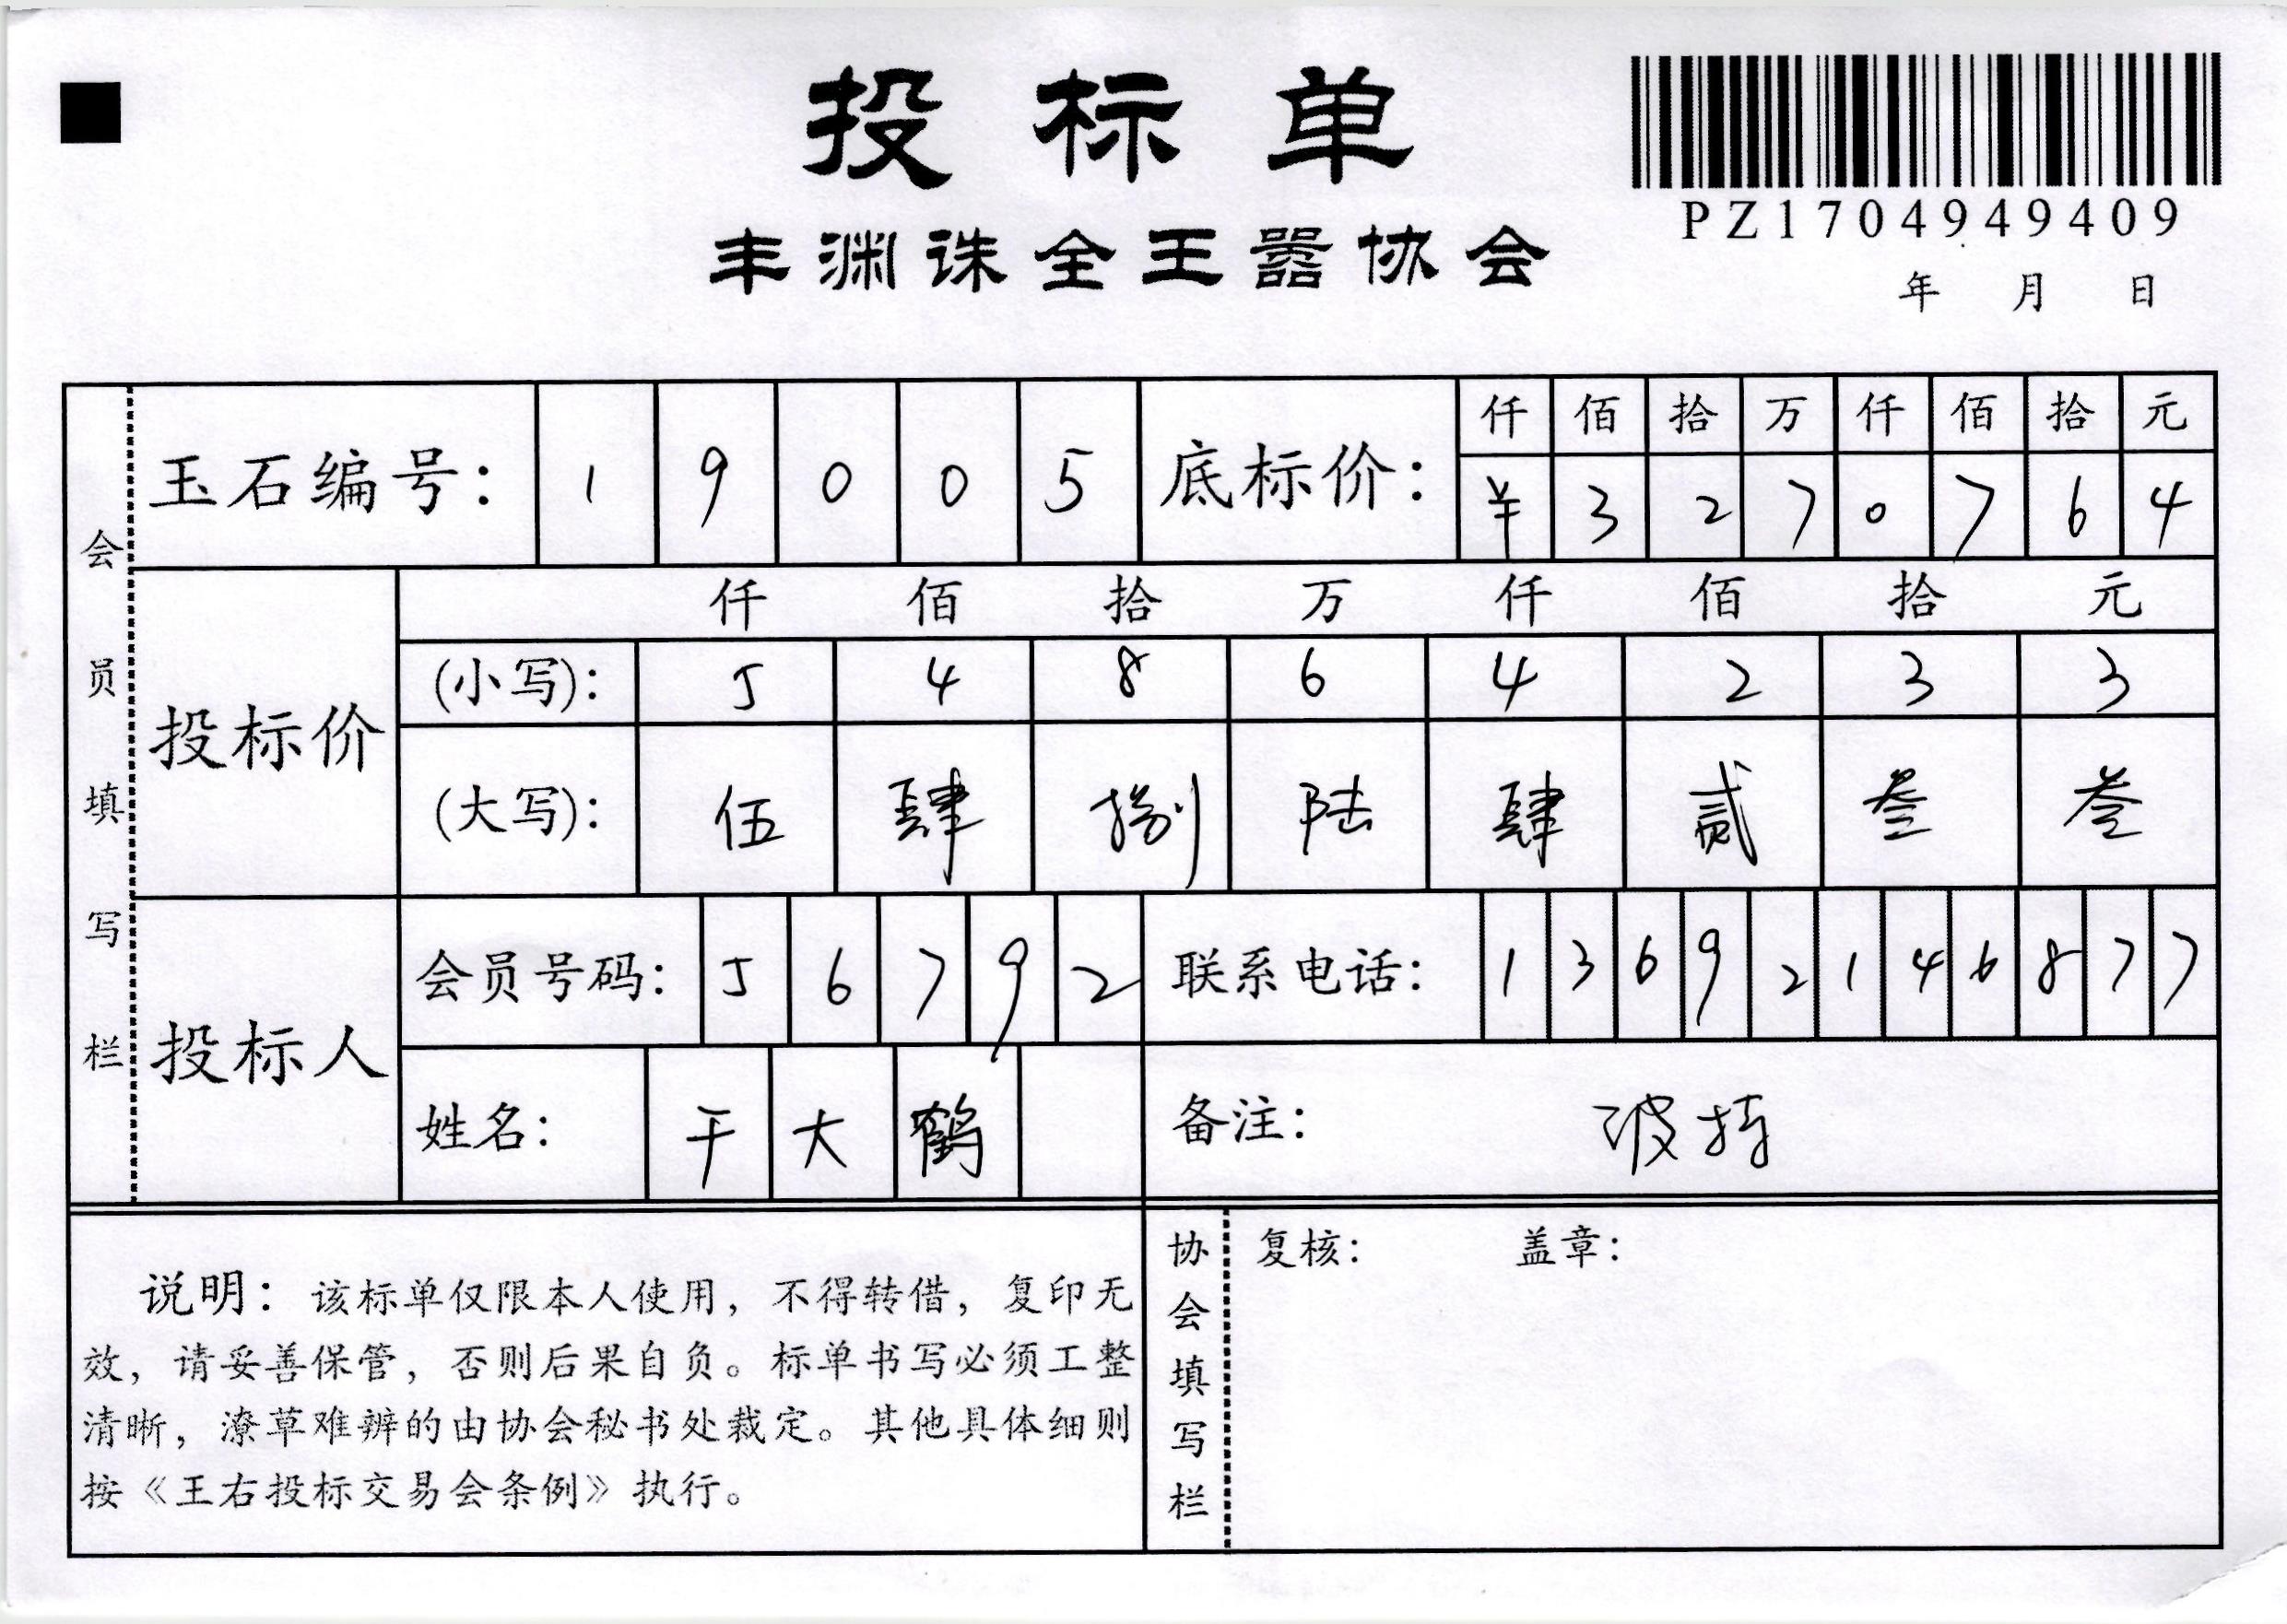 投标单
丰渊诛全王嚣协会
PZ1704949409
年 月 日
会员填写栏
玉石编号： 1 9 0 0 5
底标价： 仟 佰 拾 万 仟 佰 拾 元
¥ 3 2 7 0 7 6 4
投标价
仟 佰 拾 万 仟 佰 拾 元
(小写)： 5 4 8 6 4 2 3 3
(大写)： 伍 肆 捌 陆 肆 贰 叁 叁
投标人
会员号码： 5 6 7 9 2
联系电话： 1 3 6 9 2 1 4 6 8 7 7
姓名： 干 大 鹤
备注：
说明：该标单仅限本人使用，不得转借，复印无
效，请妥善保管，否则后果自负。标单书写必须工整
清晰，潦草难辨的由协会秘书处裁定。其他具体细则
按《王右投标交易会条例》执行。
协会填写栏
复核： 盖章：